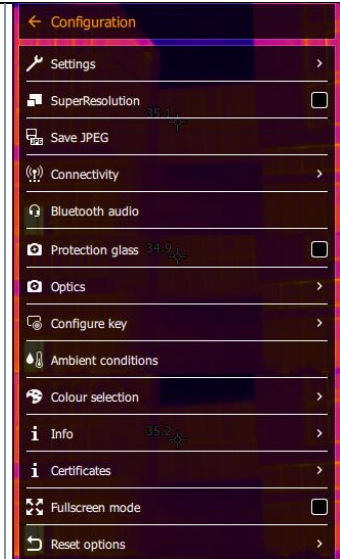 Configuration
Settings
SuperResolution
35.1
JPG Save JPEG
Connectivity
Bluetooth audio
Protection glass 34.9
Optics
Configure key
Ambient conditions
Colour selection
i Info 35.2
i Certificates
Fullscreen mode
Reset options